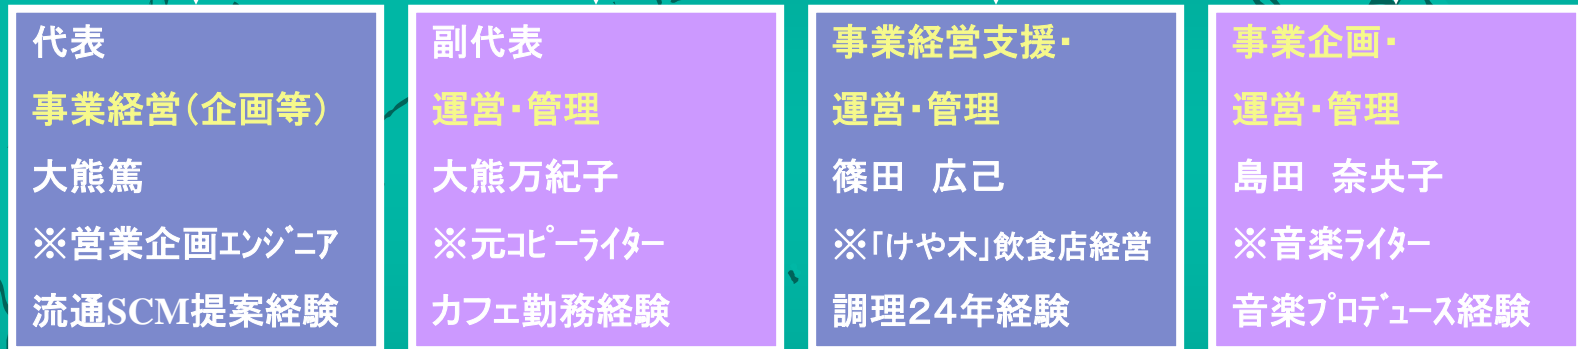 代表
事業経営（企画等）
大熊篤
※営業企画ｴﾝｼﾞﾆｱ
流通SCM提案経験
副代表
運営・管理
大熊万紀子
※元ｺﾋﾟｰﾗｲﾀｰ
カフェ勤務経験
事業経営支援・
運営・管理
篠田　広己
※｢けや木｣飲食店経営
調理２４年経験
事業企画・
運営・管理
島田　奈央子
※音楽ﾗｲﾀｰ
音楽ﾌﾟﾛﾃﾞｭｰｽ経験